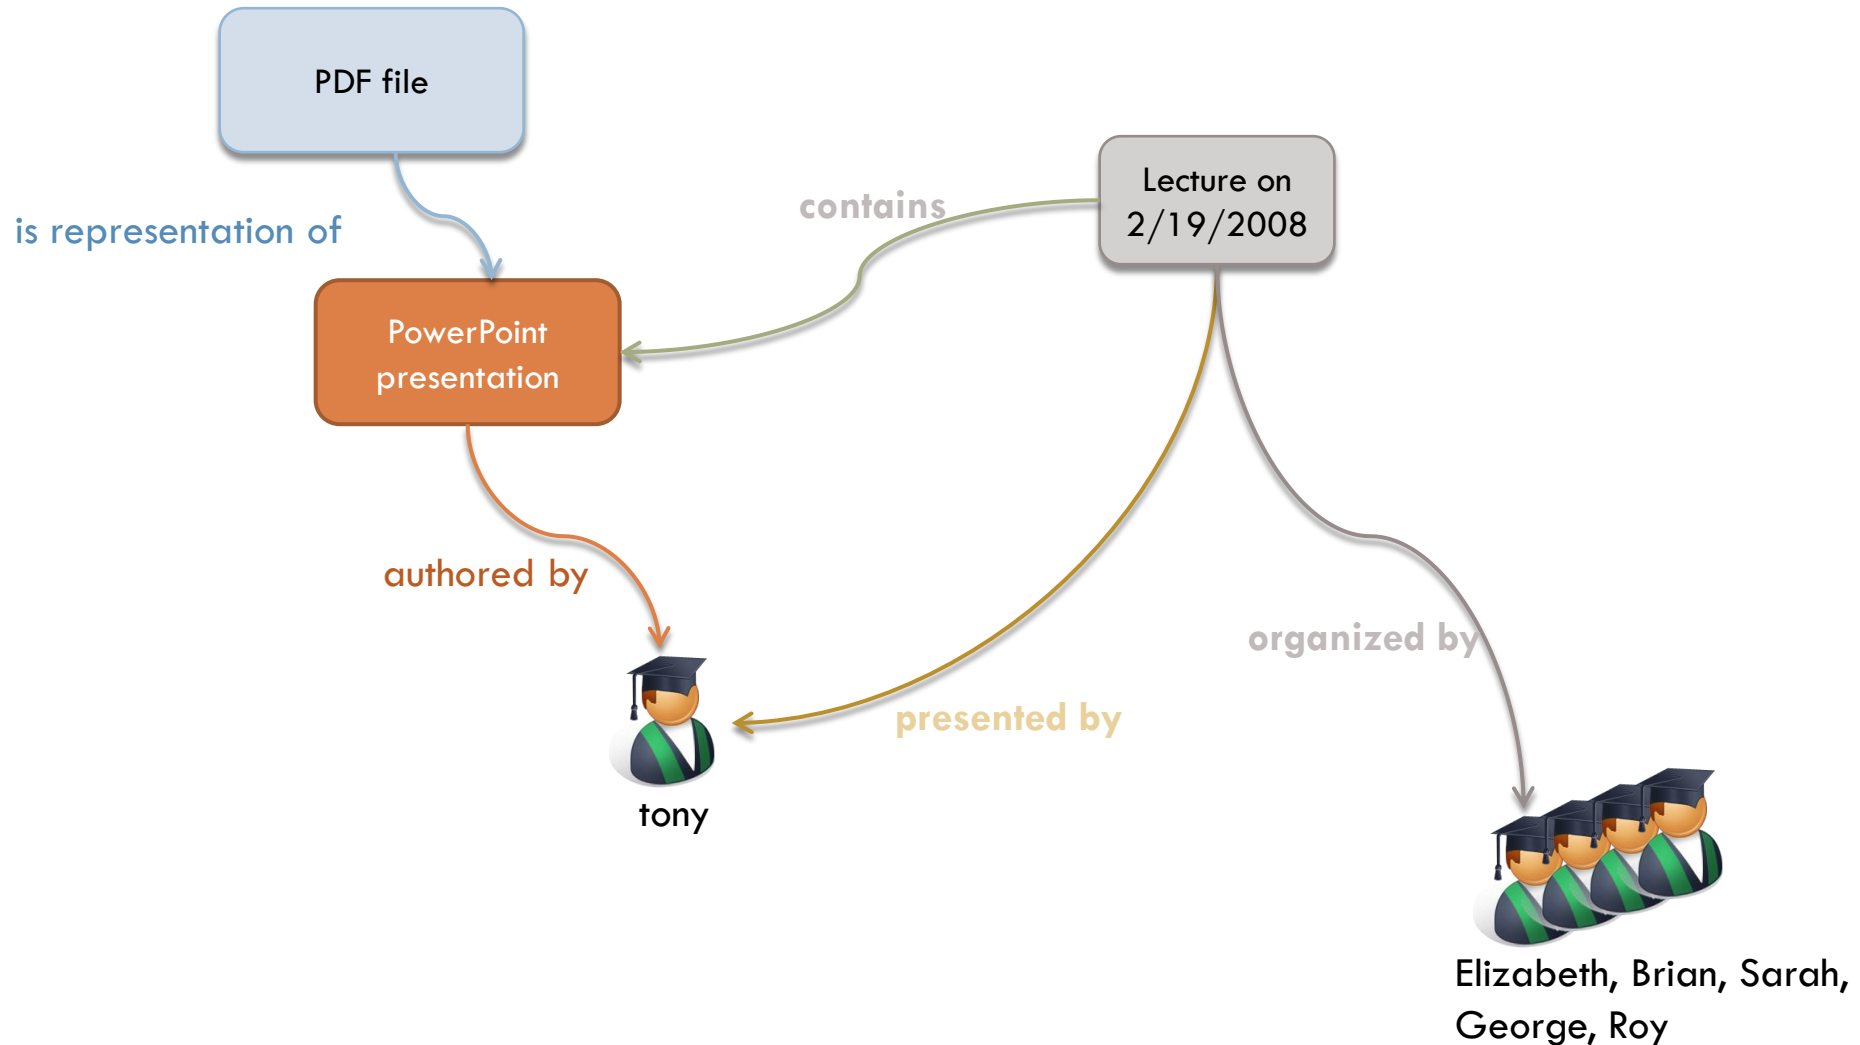 PDF file
is representation of
contains
Lecture on
2/19/2008
PowerPoint
presentation
authored by
organized by
presented by
tony
Elizabeth, Brian, Sarah,
George, Roy